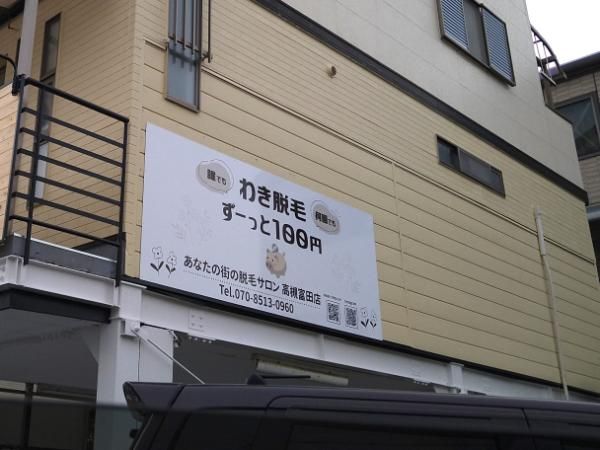 誰でも
わき脱毛
何回でも
ずーっと100円
あなたの街の脱毛サロン 高槻富田店
Tel.070-8513-0960